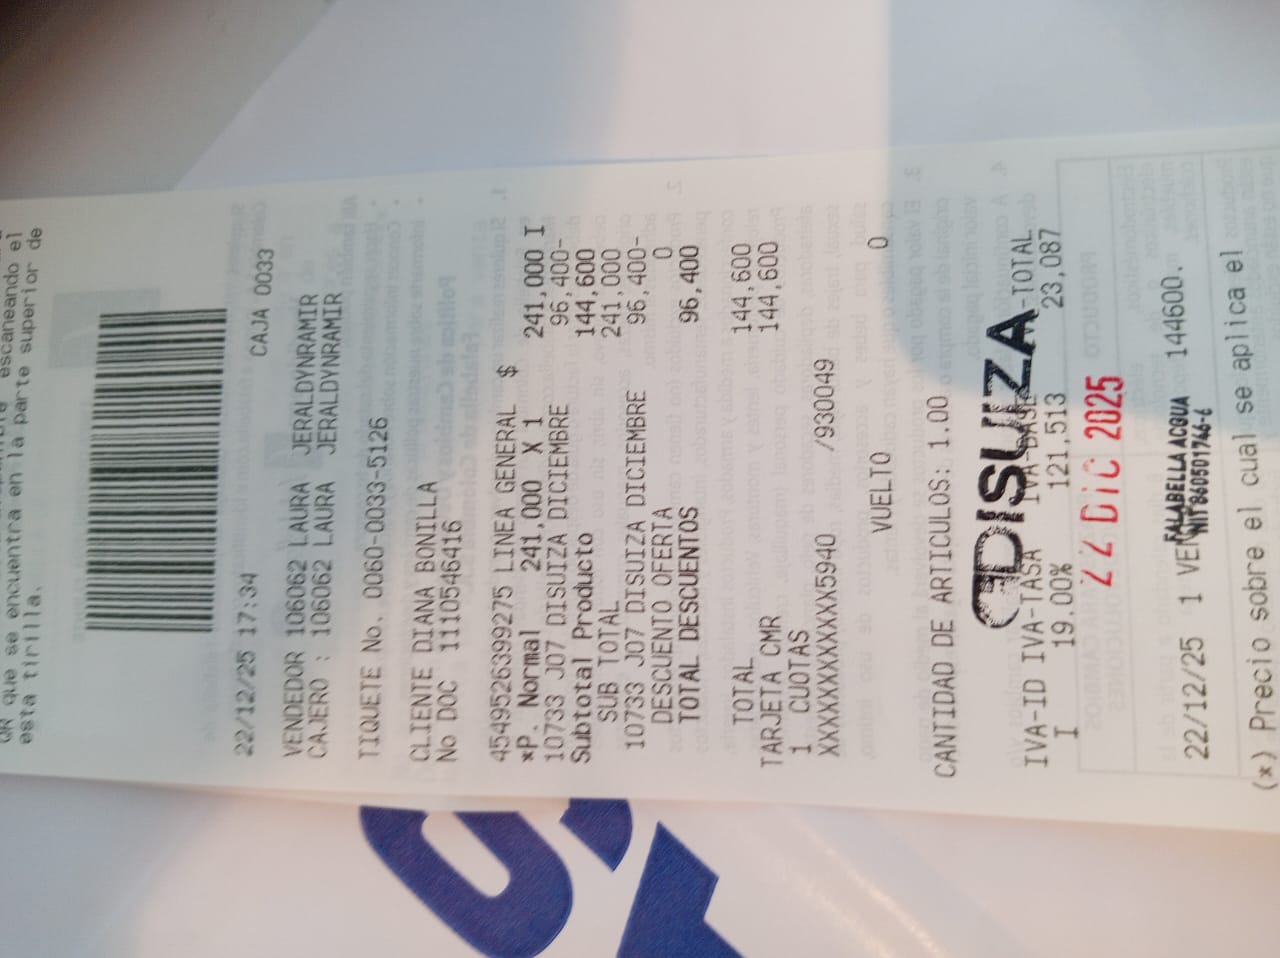 QR que se encuentra en la parte superior de
esta tirilla.
22/12/25 17:34 CAJA 0033
VENDEDOR 106062 LAURA JERALDYNRAMIR
CAJERO : 106062 LAURA JERALDYNRAMIR
TIQUETE No. 0060-0033-5126
CLIENTE DIANA BONILLA
No DOC 1110546416
4549526399275 LINEA GENERAL $ 241,000 I
*P. Normal 241,000 X 1 96,400-
10733 J07 DISUIZA DICIEMBRE
Subtotal Producto 144,600
SUB TOTAL 241,000
10733 J07 DISUIZA DICIEMBRE 96,400-
DESCUENTO OFERTA 0
TOTAL DESCUENTOS 96,400
TOTAL 144,600
TARJETA CMR 144,600
1 CUOTAS
XXXXXXXXXXXX5940 /930049
VUELTO 0
CANTIDAD DE ARTICULOS: 1.00
DISUIZA
IVA-ID IVA-TASA IVA-BASE IVA-TOTAL
I 19.00% 121,513 23,087
22 DIC 2025
FALABELLA ACQUA
NIT860501746-6
22/12/25 1 144600.
(*) Precio sobre el cual se aplica el